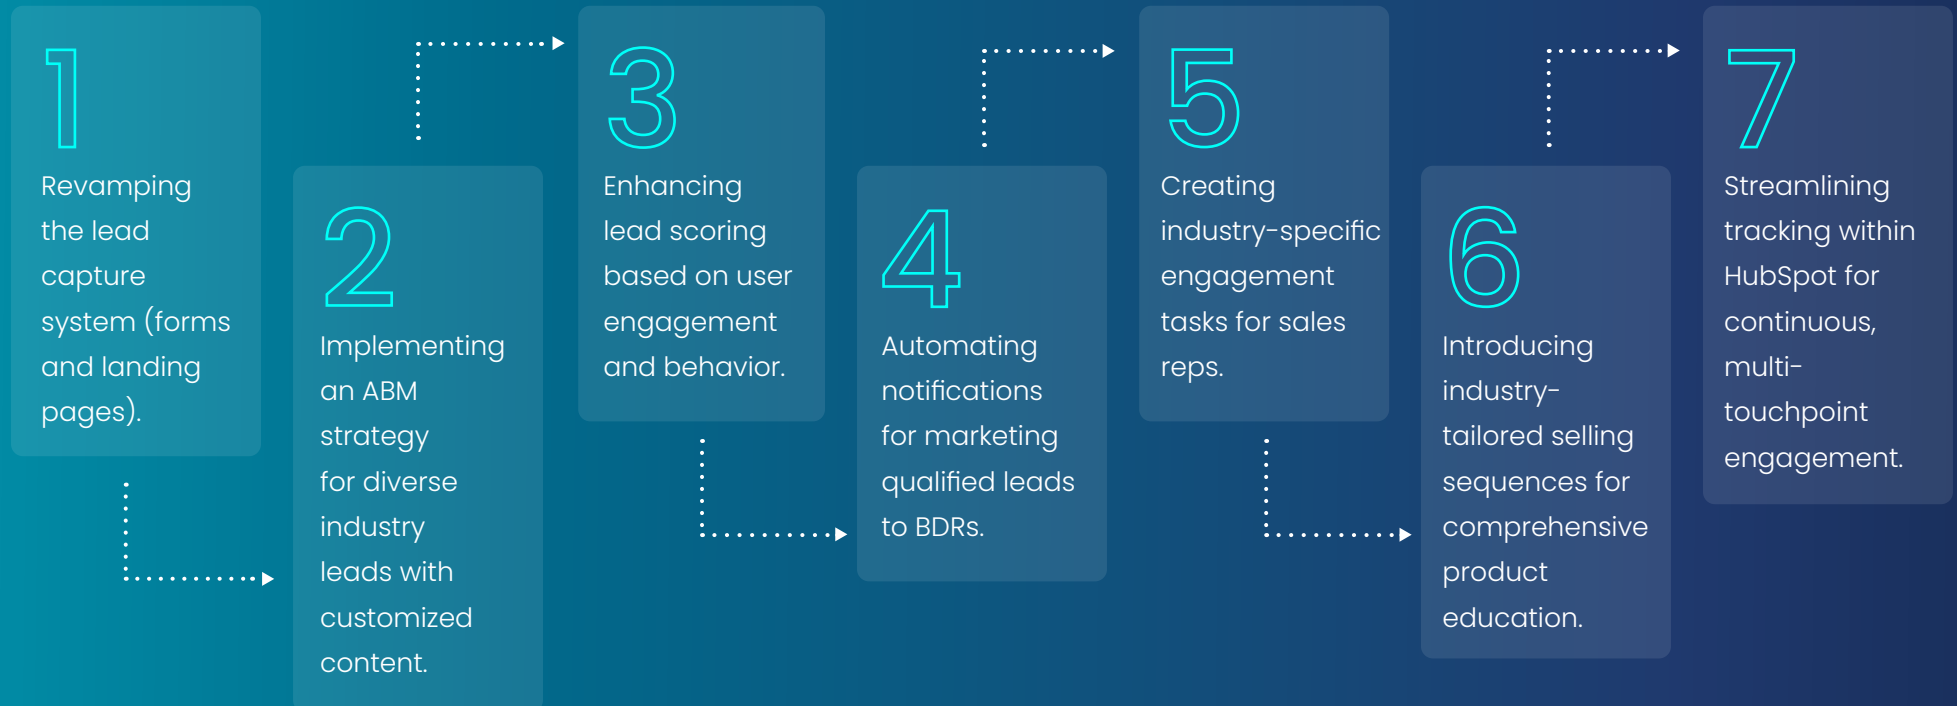 1
Revamping
the lead
capture
system (forms
and landing
pages).
2
Implementing
an ABM
strategy
for diverse
industry
leads with
customized
content.
3
Enhancing
lead scoring
based on user
engagement
and behavior.
4
Automating
notifications
for marketing
qualified leads
to BDRs.
5
Creating
industry-specific
engagement
tasks for sales
reps.
6
Introducing
industry-
tailored selling
sequences for
comprehensive
product
education.
7
Streamlining
tracking within
HubSpot for
continuous,
multi-
touchpoint
engagement.